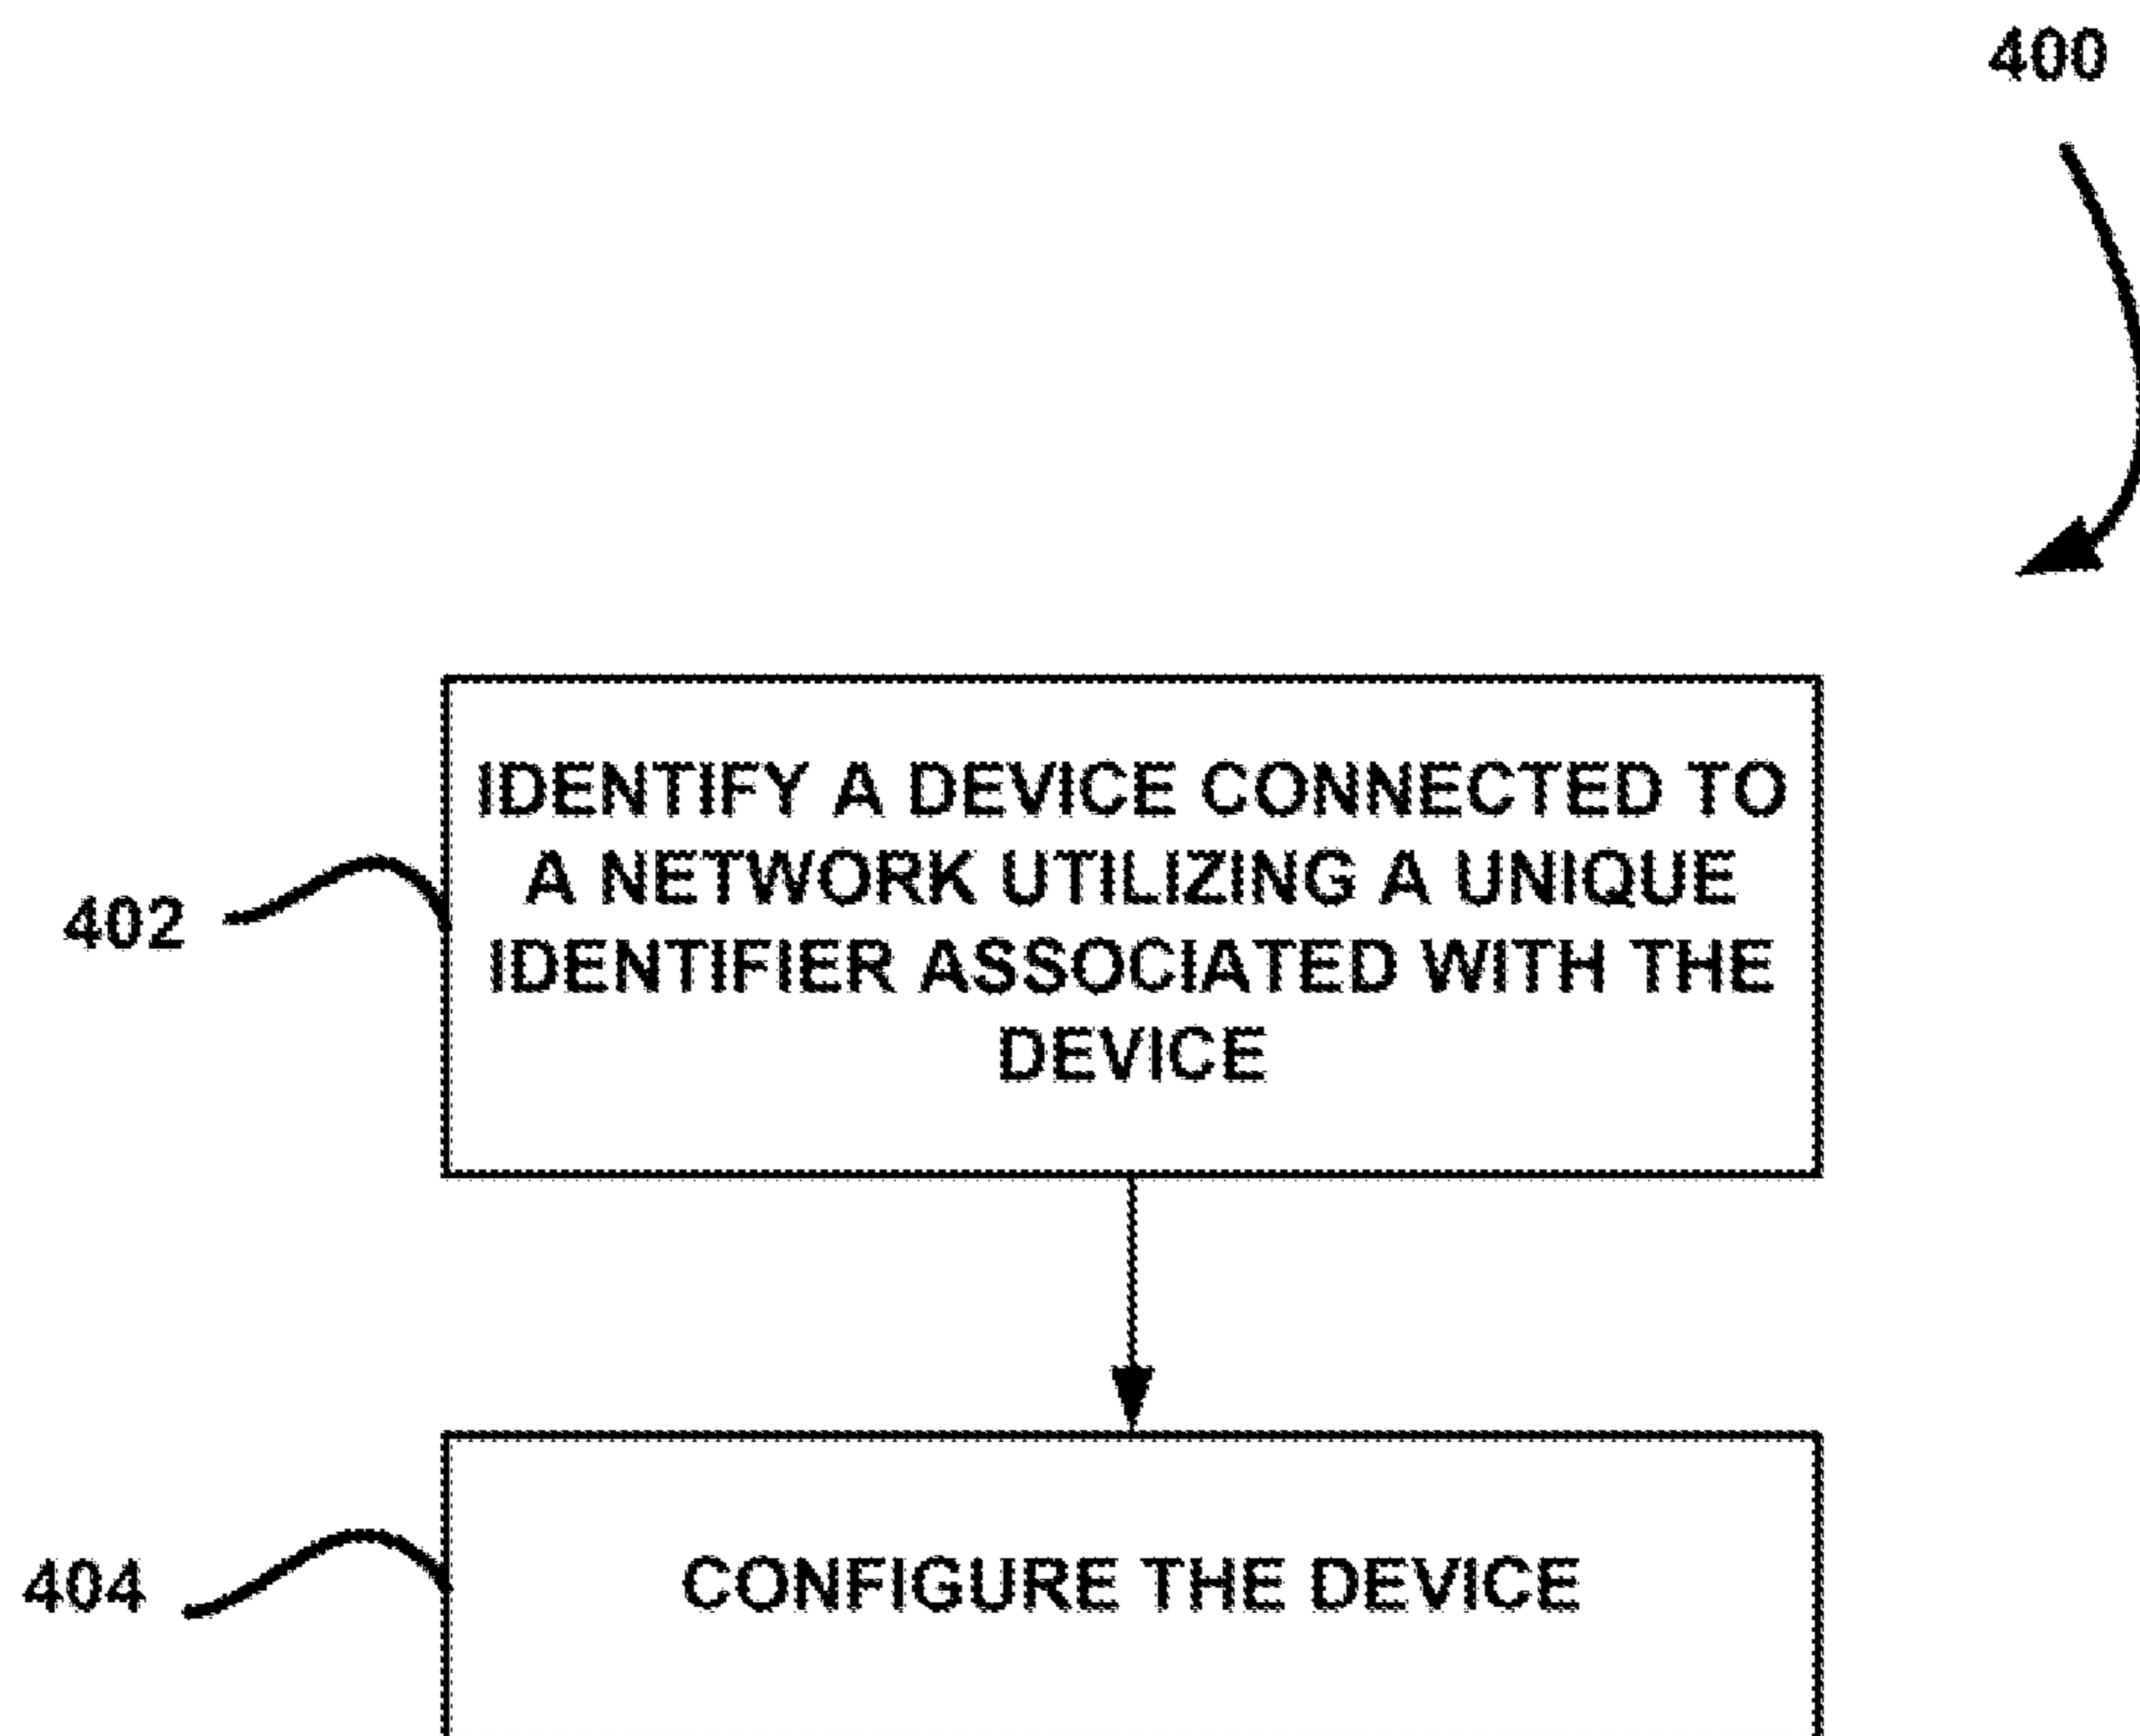 400
IDENTIFY A DEVICE CONNECTED TO
A NETWORK UTILIZING A UNIQUE
IDENTIFIER ASSOCIATED WITH THE
DEVICE
402
CONFIGURE THE DEVICE
404